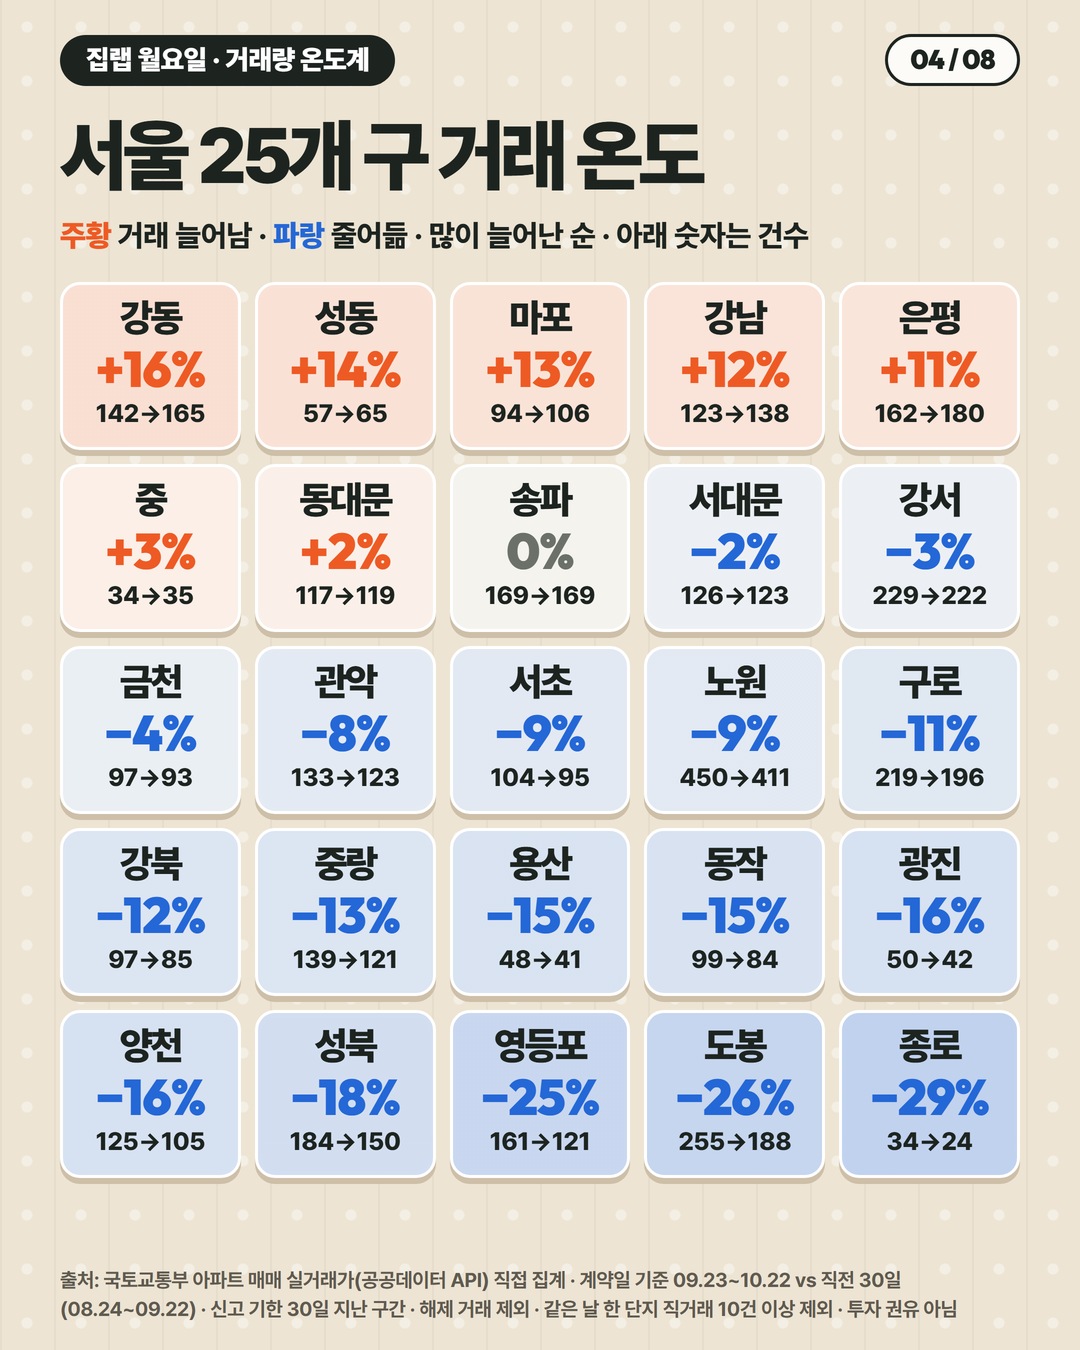 집랩 월요일 · 거래량 온도계
04 / 08
서울 25개 구 거래 온도
주황 거래 늘어남 · 파랑 줄어듦 · 많이 늘어난 순 · 아래 숫자는 건수
강동 성동 마포 강남 은평
+16% +14% +13% +12% +11%
142→165 57→65 94→106 123→138 162→180
중 동대문 송파 서대문 강서
+3% +2% 0% −2% −3%
34→35 117→119 169→169 126→123 229→222
금천 관악 서초 노원 구로
−4% −8% −9% −9% −11%
97→93 133→123 104→95 450→411 219→196
강북 중랑 용산 동작 광진
−12% −13% −15% −15% −16%
97→85 139→121 48→41 99→84 50→42
양천 성북 영등포 도봉 종로
−16% −18% −25% −26% −29%
125→105 184→150 161→121 255→188 34→24
출처: 국토교통부 아파트 매매 실거래가(공공데이터 API) 직접 집계 · 계약일 기준 09.23~10.22 vs 직전 30일
(08.24~09.22) · 신고 기한 30일 지난 구간 · 해제 거래 제외 · 같은 날 한 단지 직거래 10건 이상 제외 · 투자 권유 아님